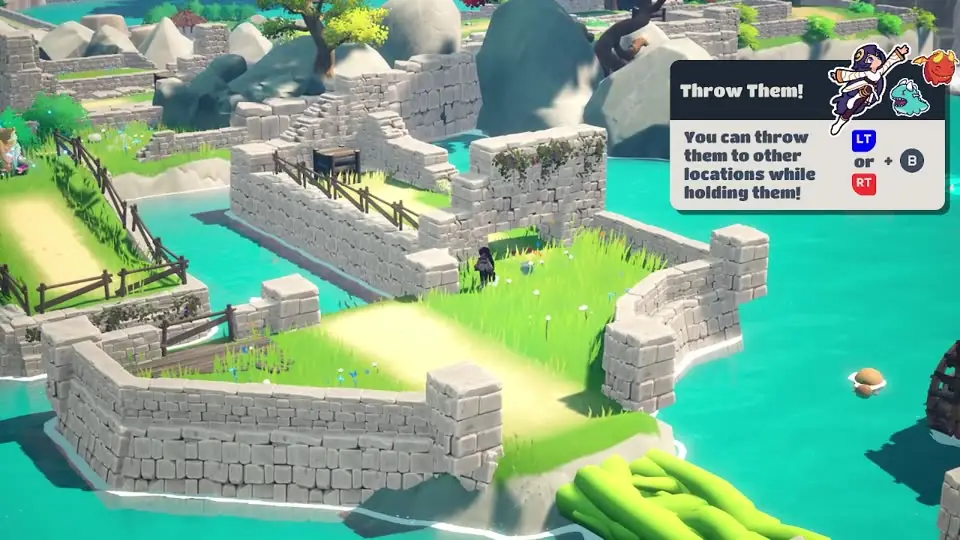 Throw Them!
You can throw
them to other
locations while
holding them!
LT
or + B
RT